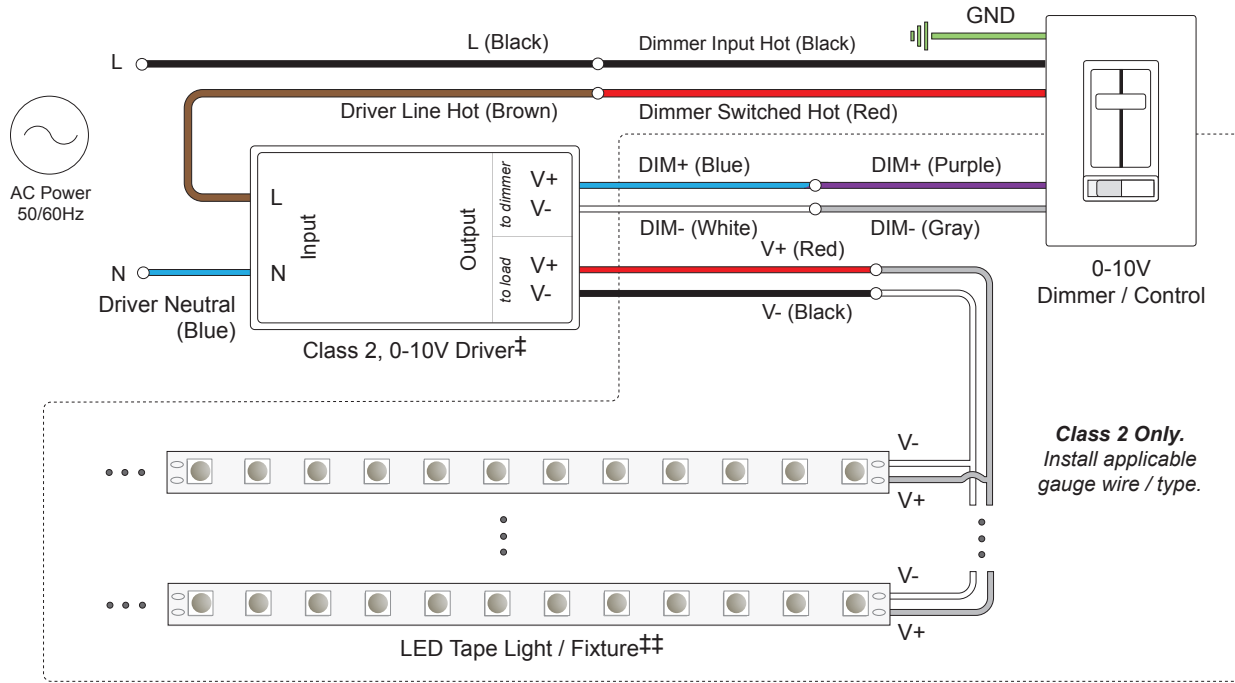 GND
L (Black)
Dimmer Input Hot (Black)
L
Driver Line Hot (Brown)
Dimmer Switched Hot (Red)
AC Power
50/60Hz
L
Input
N
Output
to dimmer
V+
V-
to load
V+
V-
DIM+ (Blue)
DIM+ (Purple)
DIM- (White)
DIM- (Gray)
V+ (Red)
V- (Black)
N
Driver Neutral
(Blue)
Class 2, 0-10V Driver‡
0-10V
Dimmer / Control
Class 2 Only.
Install applicable
gauge wire / type.
V-
V+
V-
V+
LED Tape Light / Fixture‡‡